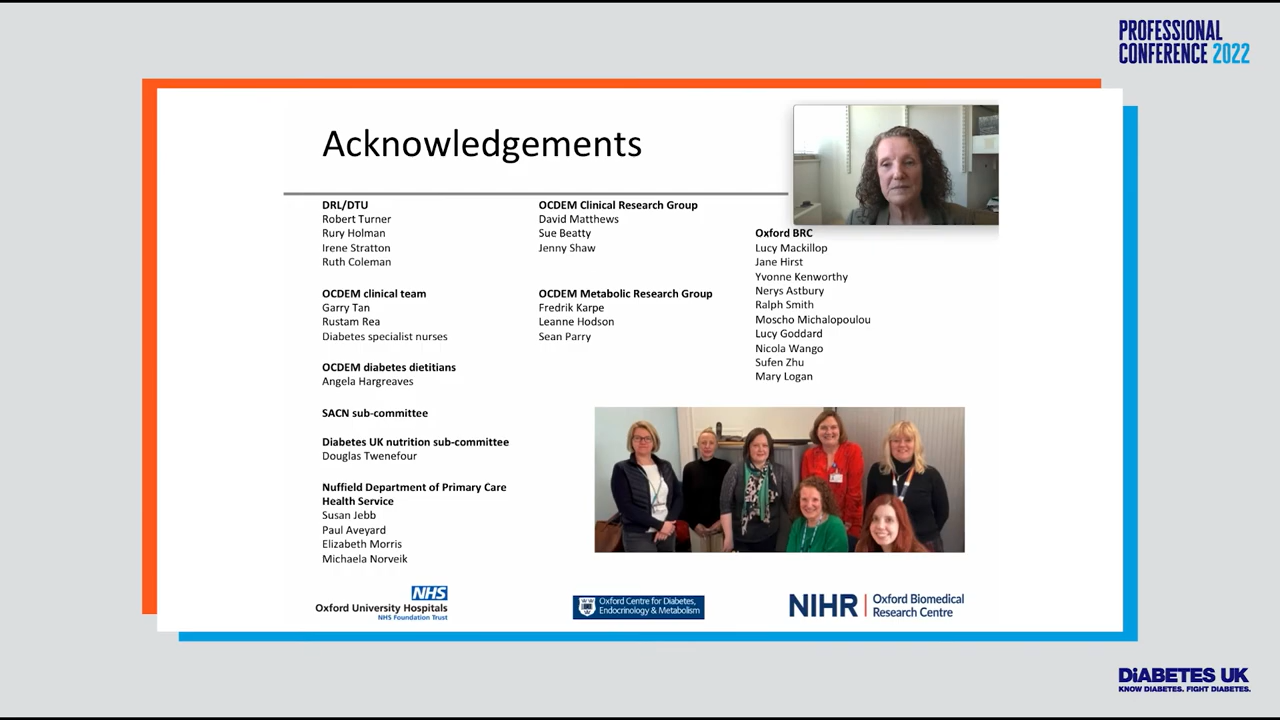 PROFESSIONAL
CONFERENCE 2022
Acknowledgements
DRL/DTU
Robert Turner
Rury Holman
Irene Stratton
Ruth Coleman
OCDEM clinical team
Garry Tan
Rustam Rea
Diabetes specialist nurses
OCDEM diabetes dietitians
Angela Hargreaves
SACN sub-committee
Diabetes UK nutrition sub-committee
Douglas Twenefour
Nuffield Department of Primary Care
Health Service
Susan Jebb
Paul Aveyard
Elizabeth Morris
Michaela Norveik
OCDEM Clinical Research Group
David Matthews
Sue Beatty
Jenny Shaw
OCDEM Metabolic Research Group
Fredrik Karpe
Leanne Hodson
Sean Parry
Oxford BRC
Lucy Mackillop
Jane Hirst
Yvonne Kenworthy
Nerys Astbury
Ralph Smith
Moscho Michalopoulou
Lucy Goddard
Nicola Wango
Sufen Zhu
Mary Logan
NHS
Oxford University Hospitals
NHS Foundation Trust
Oxford Centre for Diabetes,
Endocrinology & Metabolism
NIHR | Oxford Biomedical
Research Centre
DiABETES UK
KNOW DIABETES. FIGHT DIABETES.